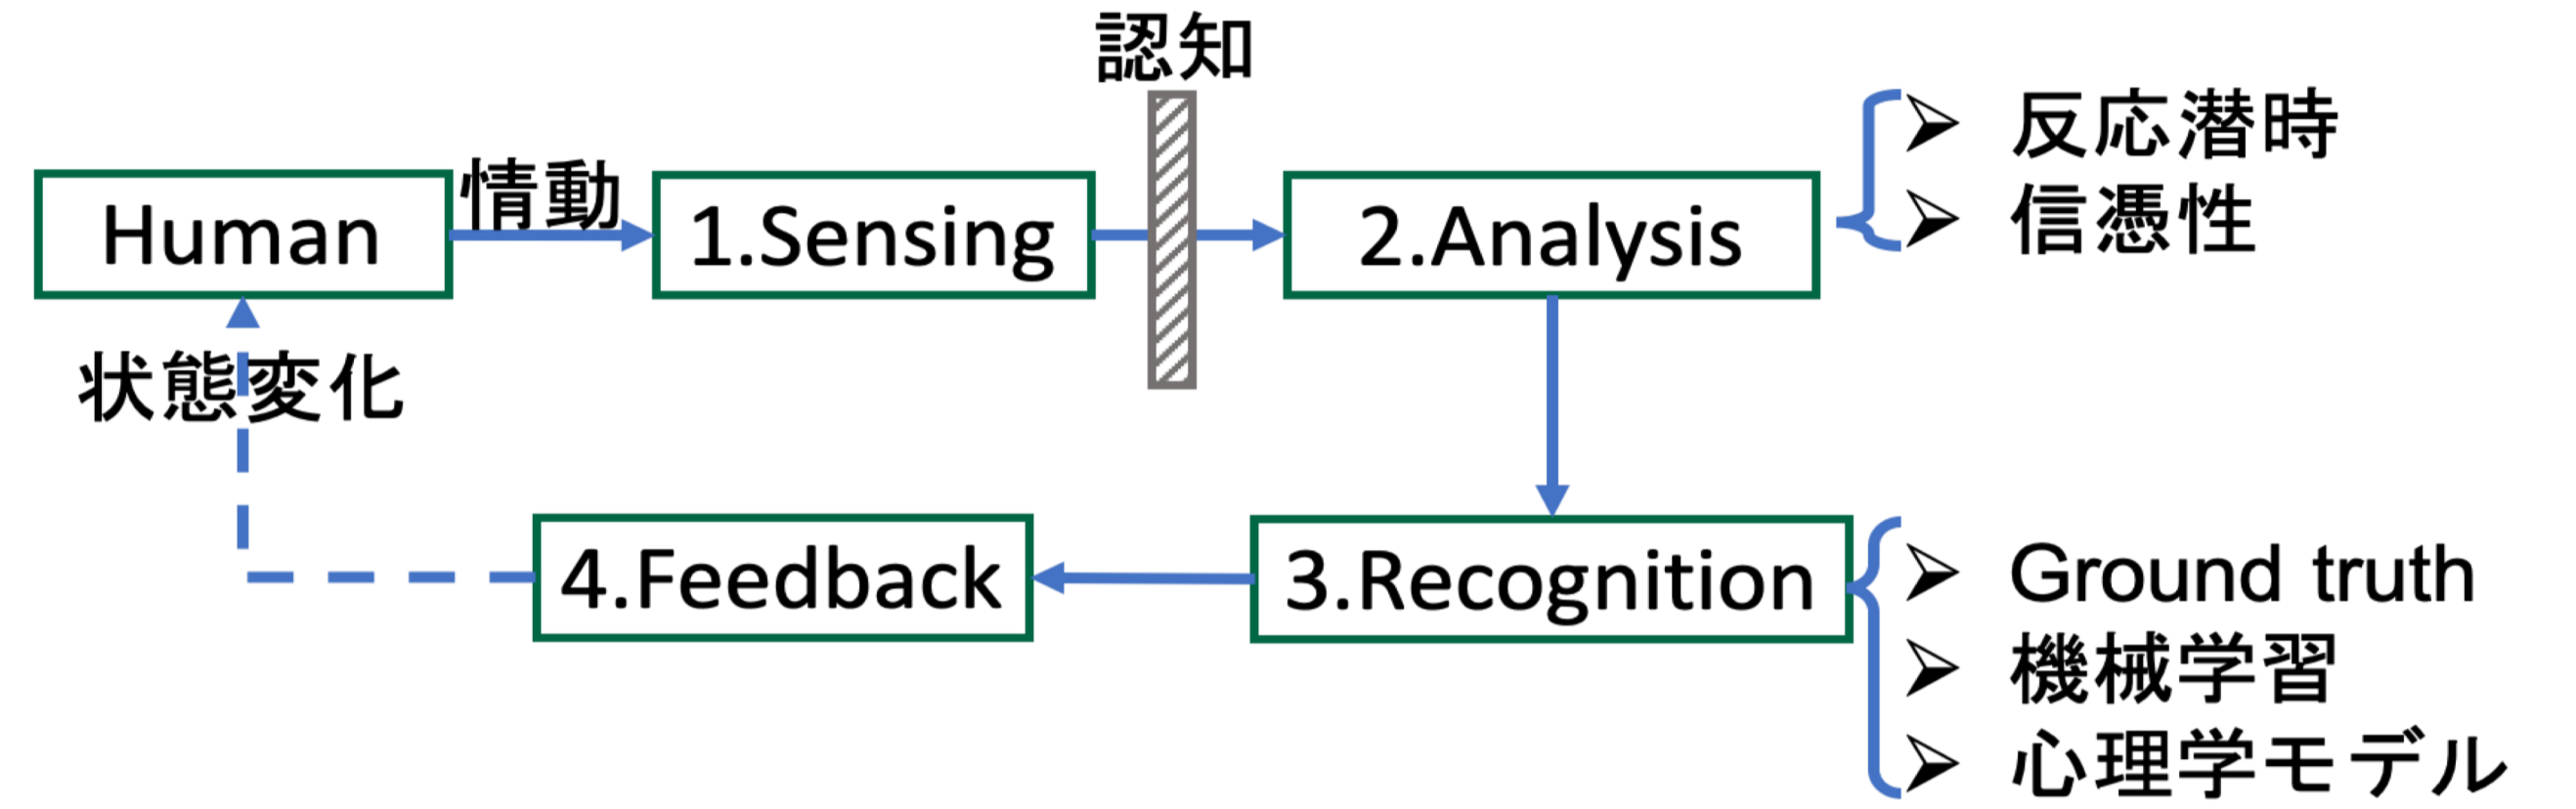 認知
反応潜時
信憑性
Human
情動
1.Sensing
2.Analysis
状態変化
4.Feedback
3.Recognition
Ground truth
機械学習
心理学モデル